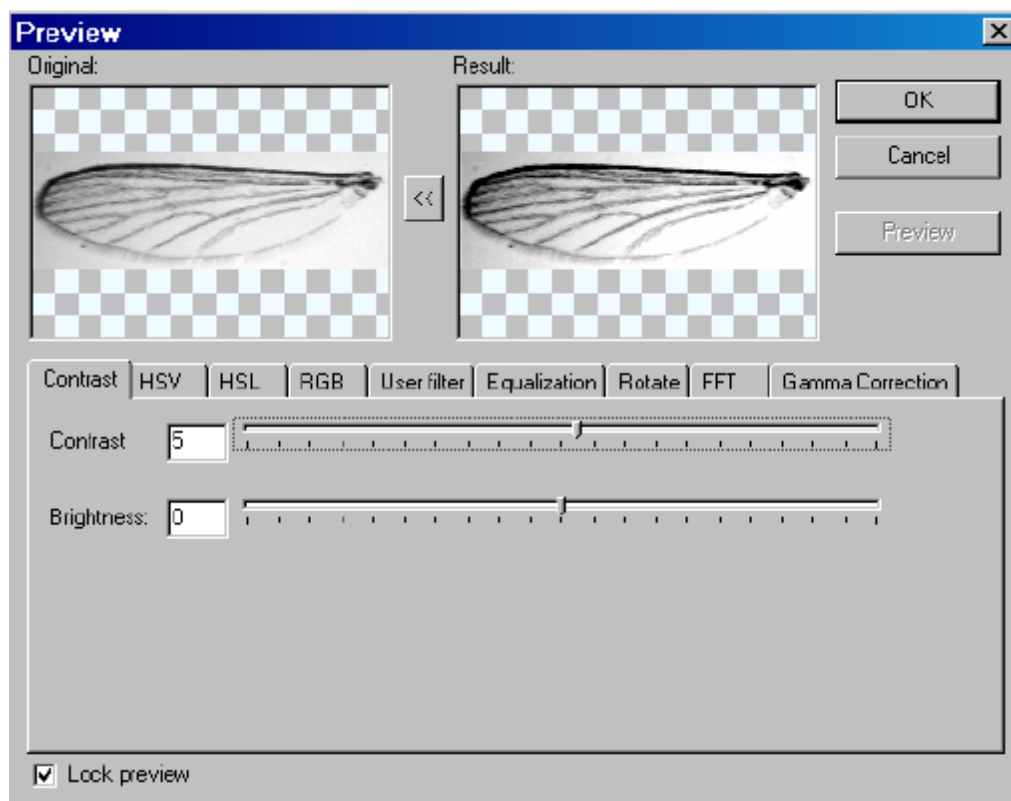 Preview
Original:
Result:
OK
<<
Cancel
Preview
Contrast HSV HSL RGB User filter Equalization Rotate FFT Gamma Correction
Contrast 5
Brightness: 0
Lock preview